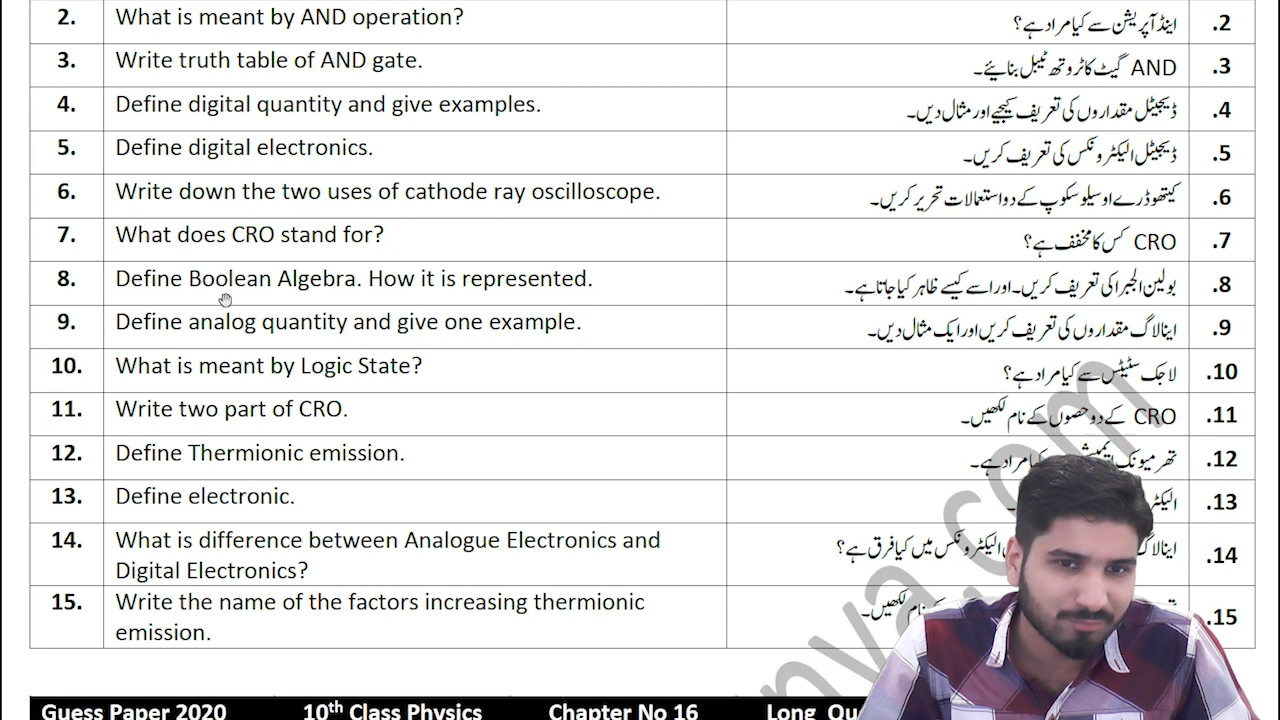 2. What is meant by AND operation? اینڈ آپریشن سے کیا مراد ہے؟ .2
3. Write truth table of AND gate. AND گیٹ کا ٹروتھ ٹیبل بنائیے۔ .3
4. Define digital quantity and give examples. ڈیجیٹل مقداروں کی تعریف کیجیے اور مثال دیں۔ .4
5. Define digital electronics. ڈیجیٹل الیکٹرونکس کی تعریف کریں۔ .5
6. Write down the two uses of cathode ray oscilloscope. کیتھوڈ رے اوسیلوسکوپ کے دو استعمالات تحریر کریں۔ .6
7. What does CRO stand for? CRO کس کا مخفف ہے؟ .7
8. Define Boolean Algebra. How it is represented. بولین الجبرا کی تعریف کریں۔ اور اسے کیسے ظاہر کیا جاتا ہے۔ .8
9. Define analog quantity and give one example. اینالاگ مقداروں کی تعریف کریں اور ایک مثال دیں۔ .9
10. What is meant by Logic State? لاجک سٹیٹس سے کیا مراد ہے؟ .10
11. Write two part of CRO. CRO کے دو حصوں کے نام لکھیں۔ .11
12. Define Thermionic emission. تھرمیونک کیا مراد ہے۔ .12
13. Define electronic. .13
14. What is difference between Analogue Electronics and
Digital Electronics? الیکٹرونکس میں کیا فرق ہے؟
15. Write the name of the factors increasing thermionic
emission. نام لکھیں۔ .15
Guess Paper 2020 10th Class Physics Chapter No 16 Long